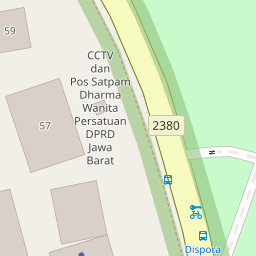 59
CCTV
dan
Pos Satpam
Dharma
Wanita
Persatuan
DPRD
Jawa
Barat
57
2380
Dispora